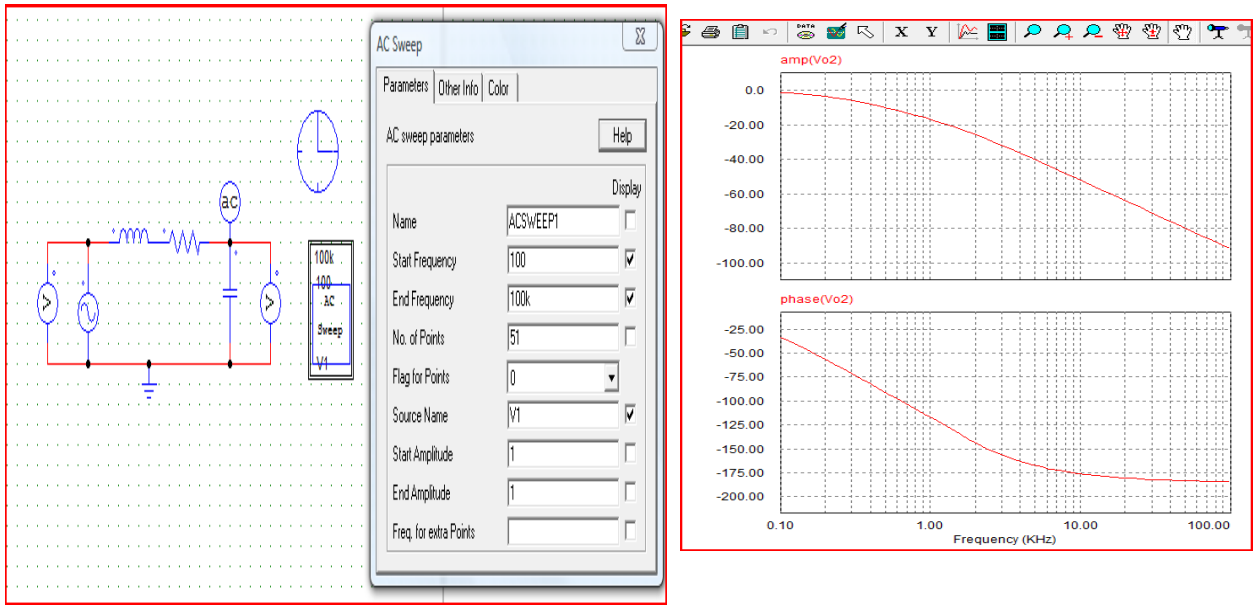 ac
V
V
100k
100
AC
Sweep
V1
AC Sweep
Parameters
Other Info
Color
AC sweep parameters
Help
Display
Name
ACSWEEP1
Start Frequency
100
End Frequency
100k
No. of Points
51
Flag for Points
0
Source Name
V1
Start Amplitude
1
End Amplitude
1
Freq. for extra Points
DATA
X
Y
amp(Vo2)
0.0
-20.00
-40.00
-60.00
-80.00
-100.00
phase(Vo2)
-25.00
-50.00
-75.00
-100.00
-125.00
-150.00
-175.00
-200.00
0.10
1.00
10.00
100.00
Frequency (KHz)